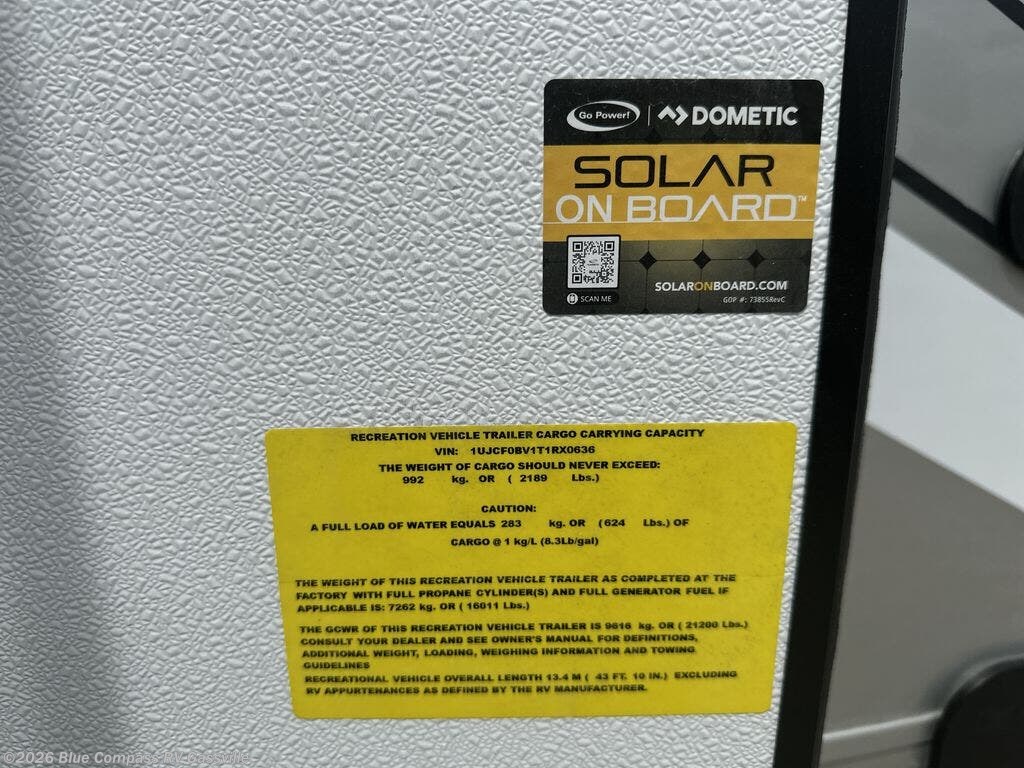 Go Power! DOMETIC
SOLAR
ON BOARD™
SOLARONBOARD.COM
SCAN ME
GOP #: 73855RevC
RECREATION VEHICLE TRAILER CARGO CARRYING CAPACITY
VIN: 1UJCF0BV1T1RX0636
THE WEIGHT OF CARGO SHOULD NEVER EXCEED:
992 kg. OR ( 2189 Lbs.)
CAUTION:
A FULL LOAD OF WATER EQUALS 283 kg. OR (624 Lbs.) OF
CARGO @ 1 kg/L (8.3Lb/gal)
THE WEIGHT OF THIS RECREATION VEHICLE TRAILER AS COMPLETED AT THE
FACTORY WITH FULL PROPANE CYLINDER(S) AND FULL GENERATOR FUEL IF
APPLICABLE IS: 7262 kg. OR ( 16011 Lbs.)
THE GCWR OF THIS RECREATION VEHICLE TRAILER IS 9616 kg. OR ( 21200 Lbs.)
CONSULT YOUR DEALER AND SEE OWNER'S MANUAL FOR DEFINITIONS,
ADDITIONAL WEIGHT, LOADING, WEIGHING INFORMATION AND TOWING
GUIDELINES
RECREATIONAL VEHICLE OVERALL LENGTH 13.4 M ( 43 FT. 10 IN.) EXCLUDING
RV APPURTENANCES AS DEFINED BY THE RV MANUFACTURER.
©2026 Blue Compass RV Gassville